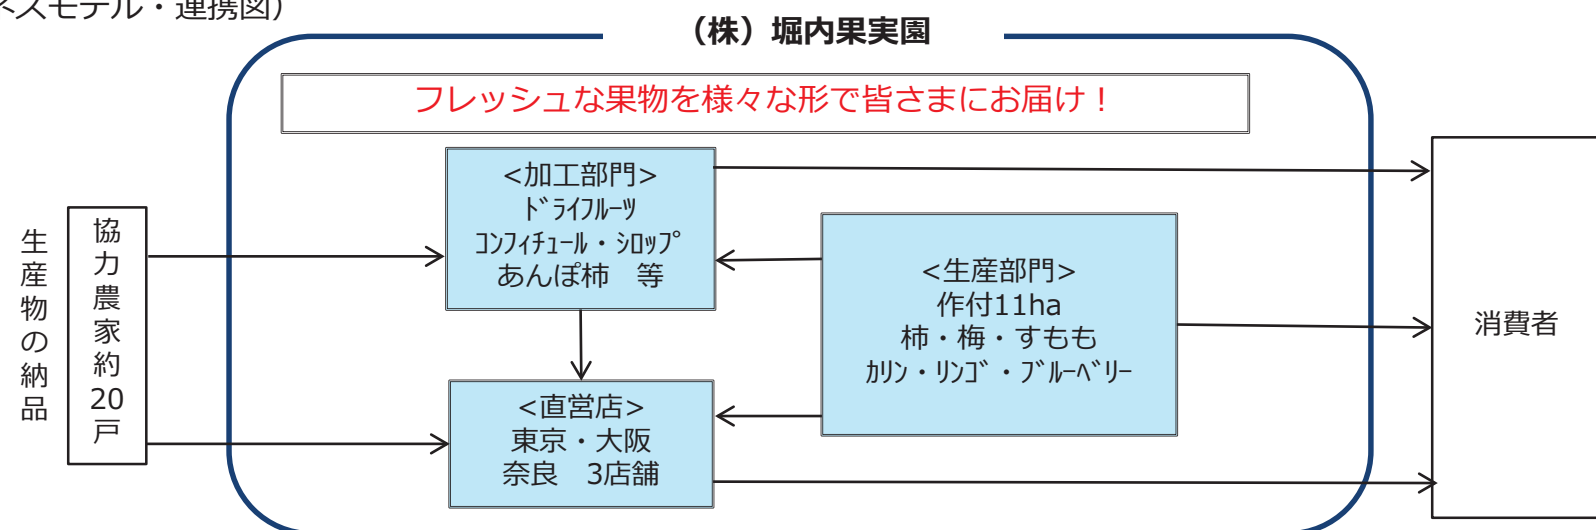 スモデル・連携図）
（株）堀内果実園
フレッシュな果物を様々な形で皆さまにお届け！
生産物の納品
協力農家約20戸
<加工部門>
ﾄﾞﾗｲﾌﾙｰﾂ
ｺﾝﾌｨﾁｭｰﾙ・ｼﾛｯﾌﾟ
あんぽ柿　等
<直営店>
東京・大阪
奈良　3店舗
<生産部門>
作付11ha
柿・梅・すもも
ｶﾘﾝ・ﾘﾝｺﾞ・ﾌﾞﾙｰﾍﾞﾘｰ
消費者